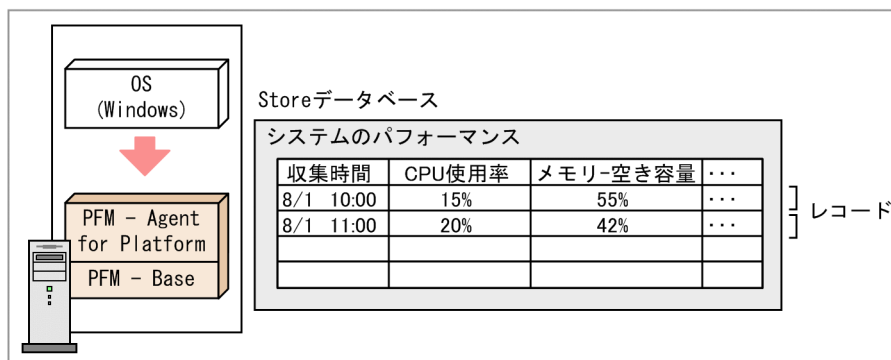 OS
(Windows)
PFM - Agent
for Platform
PFM - Base
Storeデータベース
システムのパフォーマンス
収集時間 CPU使用率 メモリー空き容量 ･･･
8/1 10:00 15% 55% ･･･
8/1 11:00 20% 42% ･･･
レコード